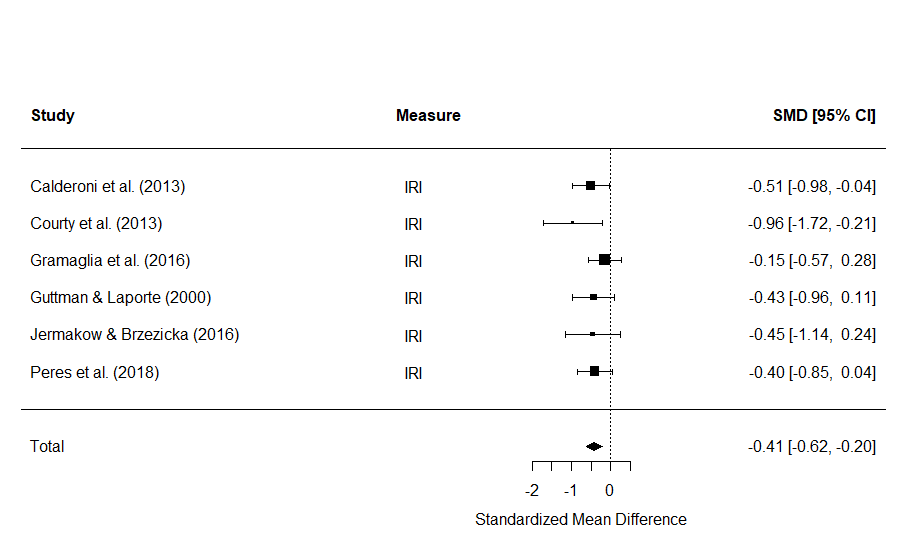 Study Measure SMD [95% CI]
Calderoni et al. (2013) IRI -0.51 [-0.98, -0.04]
Courty et al. (2013) IRI -0.96 [-1.72, -0.21]
Gramaglia et al. (2016) IRI -0.15 [-0.57, 0.28]
Guttman & Laporte (2000) IRI -0.43 [-0.96, 0.11]
Jermakow & Brzezicka (2016) IRI -0.45 [-1.14, 0.24]
Peres et al. (2018) IRI -0.40 [-0.85, 0.04]
Total -0.41 [-0.62, -0.20]
-2 -1 0
Standardized Mean Difference